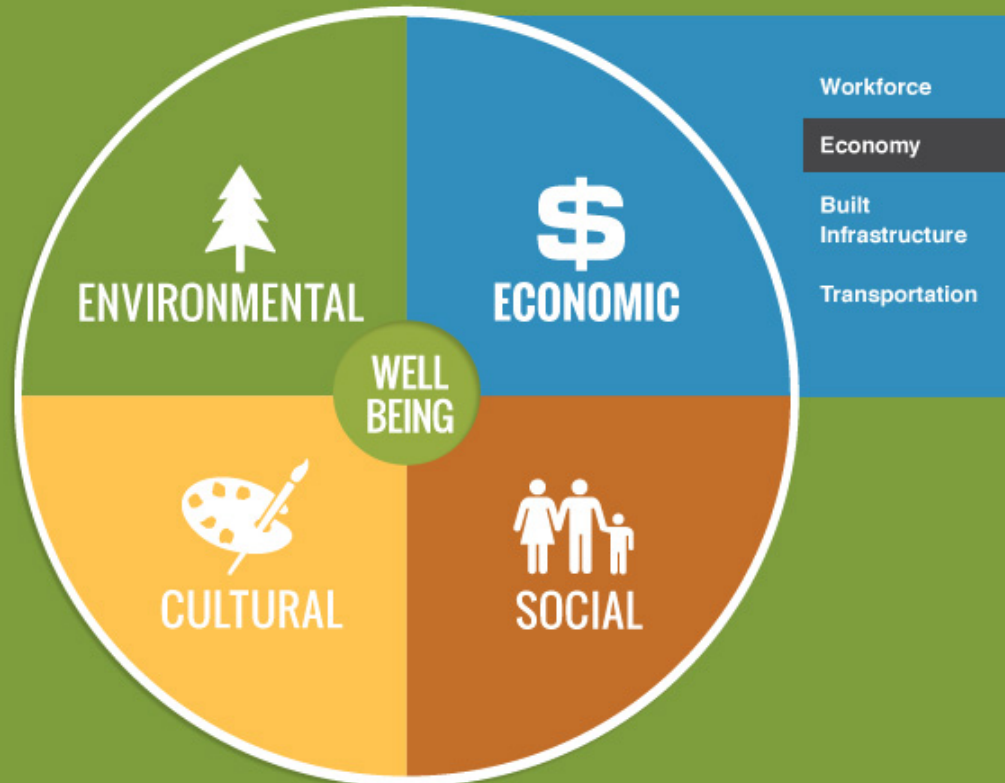 ENVIRONMENTAL
$
ECONOMIC
WELL
BEING
CULTURAL
SOCIAL
Workforce
Economy
Built
Infrastructure
Transportation